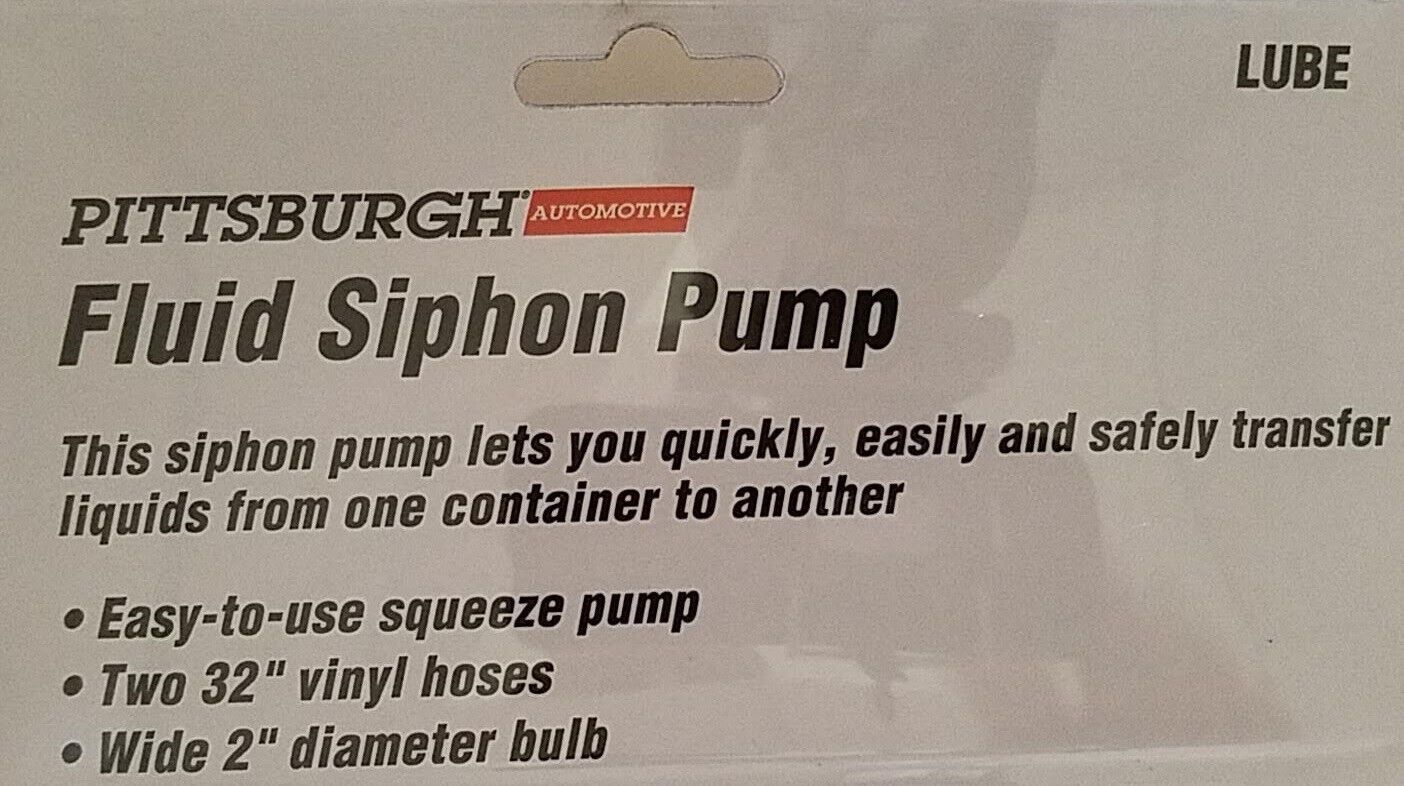 LUBE
PITTSBURGH® AUTOMOTIVE
Fluid Siphon Pump
This siphon pump lets you quickly, easily and safely transfer
liquids from one container to another
• Easy-to-use squeeze pump
• Two 32" vinyl hoses
• Wide 2" diameter bulb